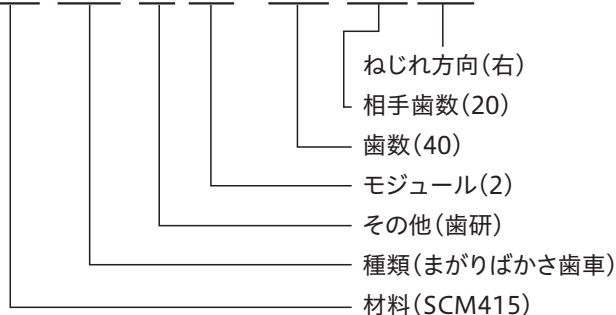 ねじれ方向(右)
相手歯数(20)
歯数(40)
モジュール(2)
その他(歯研)
種類(まがりばかさ歯車)
材料(SCM415)